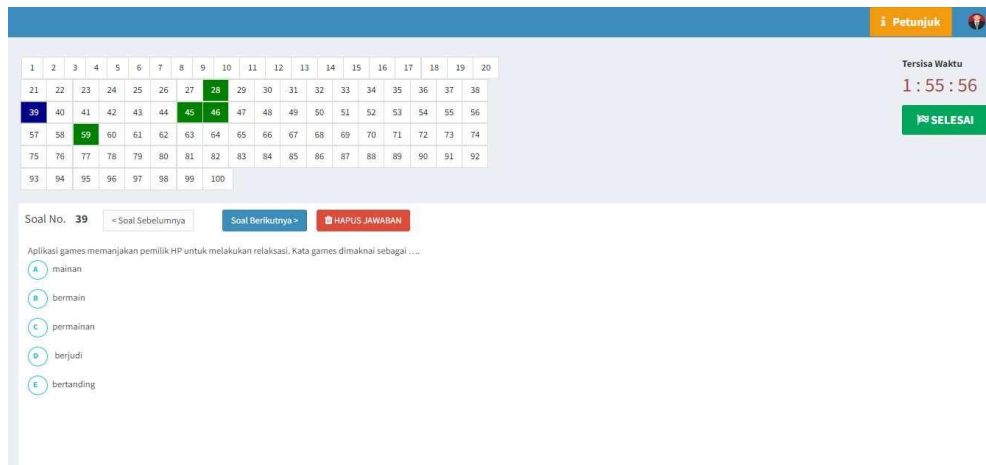 i Petunjuk
1 2 3 4 5 6 7 8 9 10 11 12 13 14 15 16 17 18 19 20
Tersisa Waktu
21 22 23 24 25 26 27 28 29 30 31 32 33 34 35 36 37 38
1 : 55 : 56
39 40 41 42 43 44 45 46 47 48 49 50 51 52 53 54 55 56
SELESAI
57 58 59 60 61 62 63 64 65 66 67 68 69 70 71 72 73 74
75 76 77 78 79 80 81 82 83 84 85 86 87 88 89 90 91 92
93 94 95 96 97 98 99 100
Soal No. 39 < Soal Sebelumnya Soal Berikutnya > HAPUS JAWABAN
Aplikasi games memanjakan pemilik HP untuk melakukan relaksasi. Kata games dimaknai sebagai ....
A mainan
B bermain
C permainan
D berjudi
E bertanding